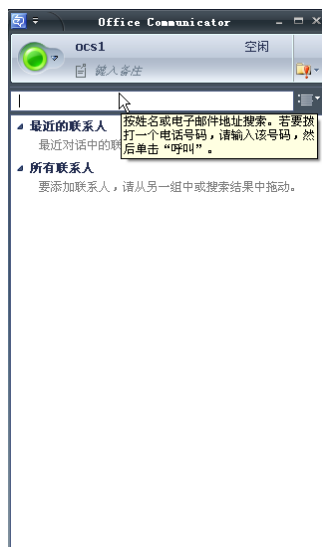 Office Communicator
ocs1 空闲
键入备注
按姓名或电子邮件地址搜索。若要拨
打一个电话号码，请输入该号码，然
后单击“呼叫”。
最近的联系人
最近对话中的联
所有联系人
要添加联系人，请从另一组中或搜索结果中拖动。